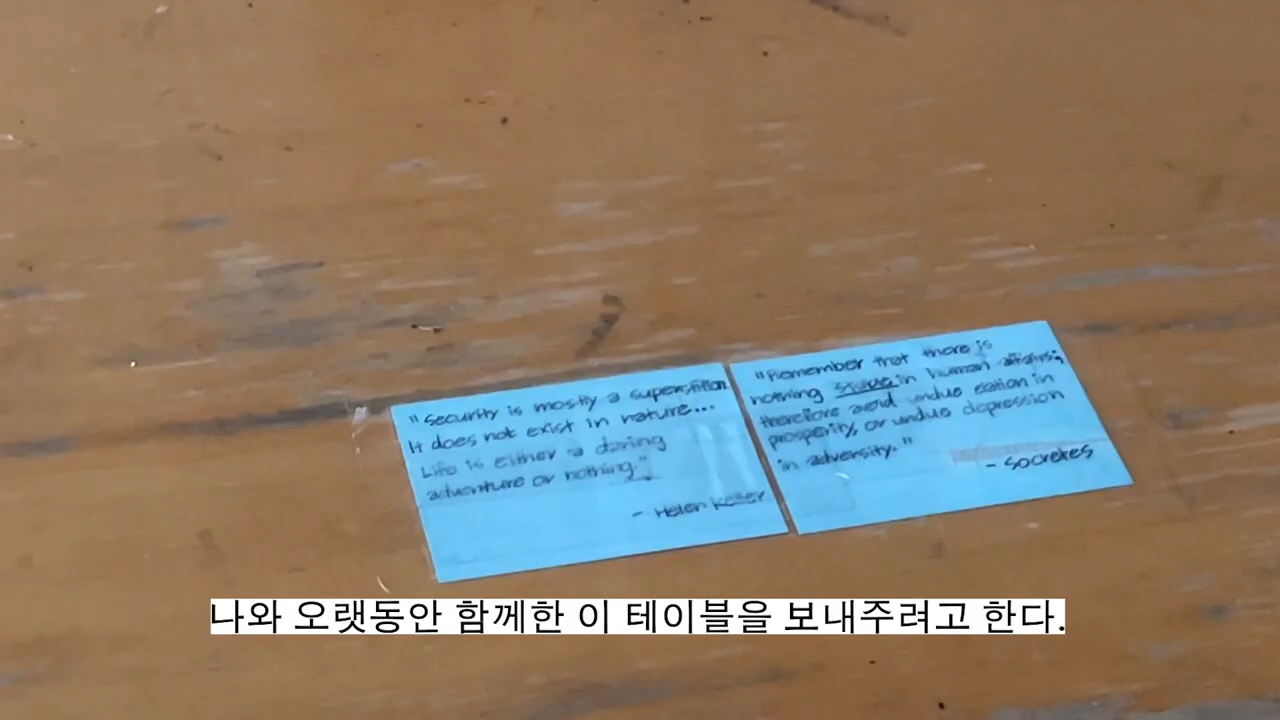 "Security is mostly a superstition.
It does not exist in nature...
Life is either a daring
adventure or nothing."
- Helen Keller
"Remember that there is
nothing stable in human affairs;
therefore avoid undue elation in
prosperity, or undue depression
in adversity."
- Socretes
나와 오랫동안 함께한 이 테이블을 보내주려고 한다.